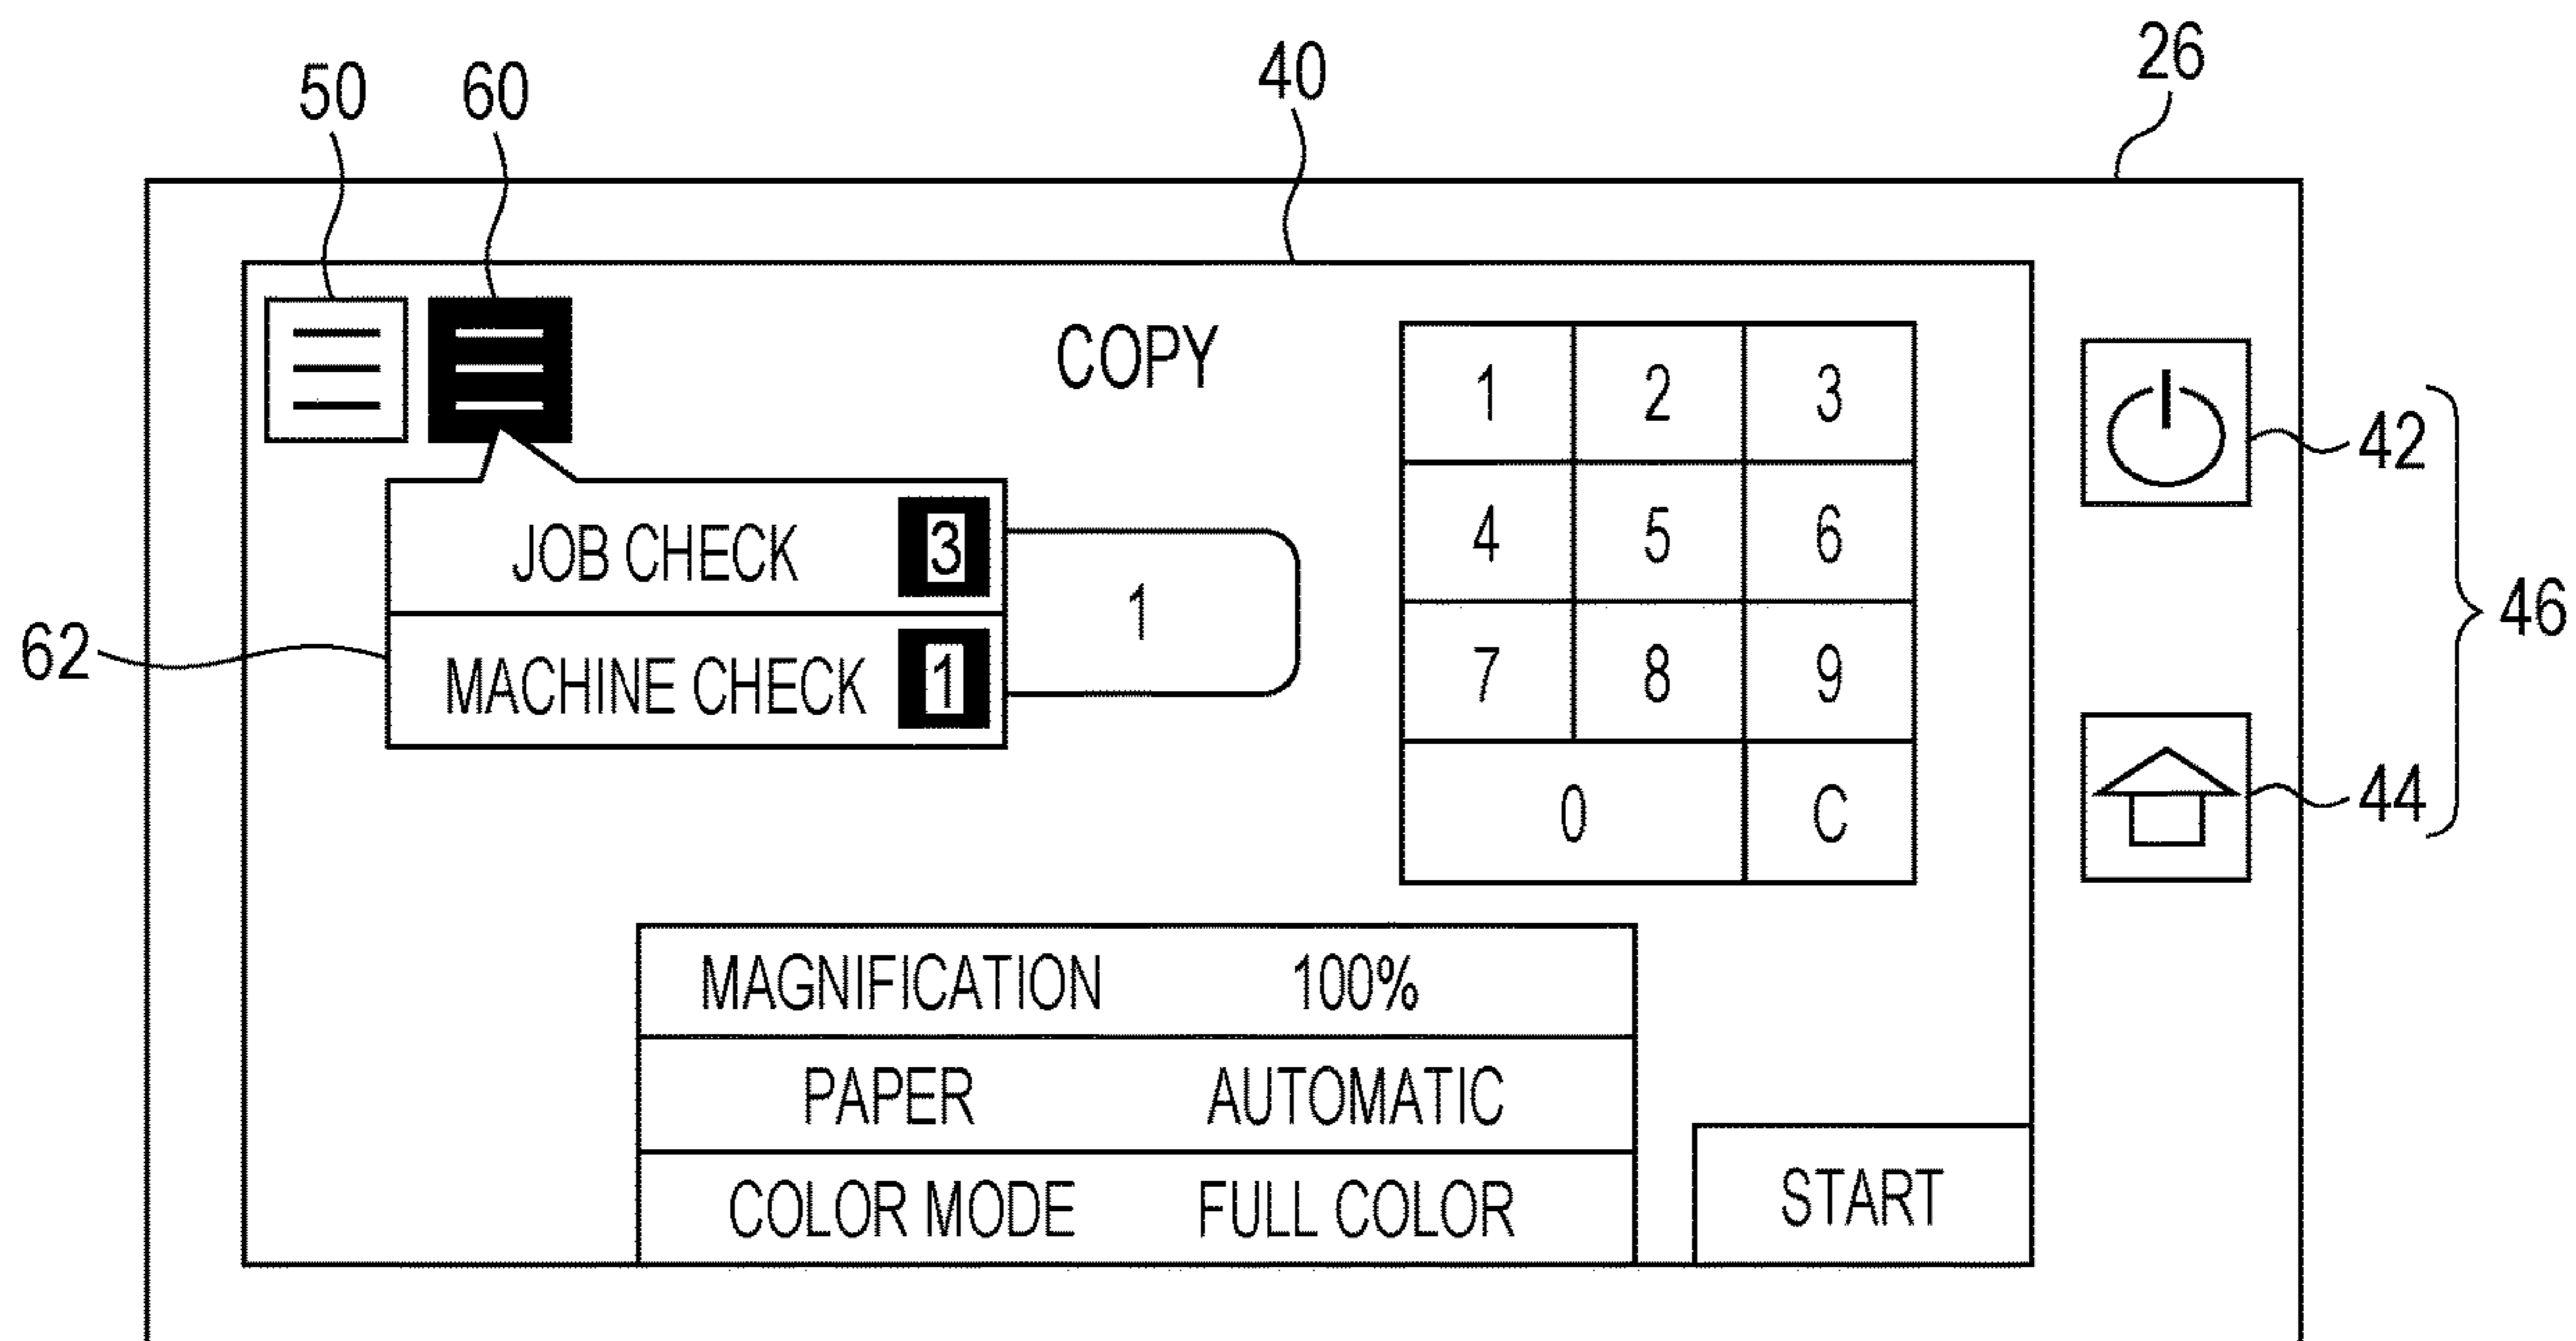 26
40
50 60
COPY
1 2 3
4 5 6
7 8 9
0 C
42
46
44
JOB CHECK 3
MACHINE CHECK 1
1
62
MAGNIFICATION 100%
PAPER AUTOMATIC
COLOR MODE FULL COLOR
START